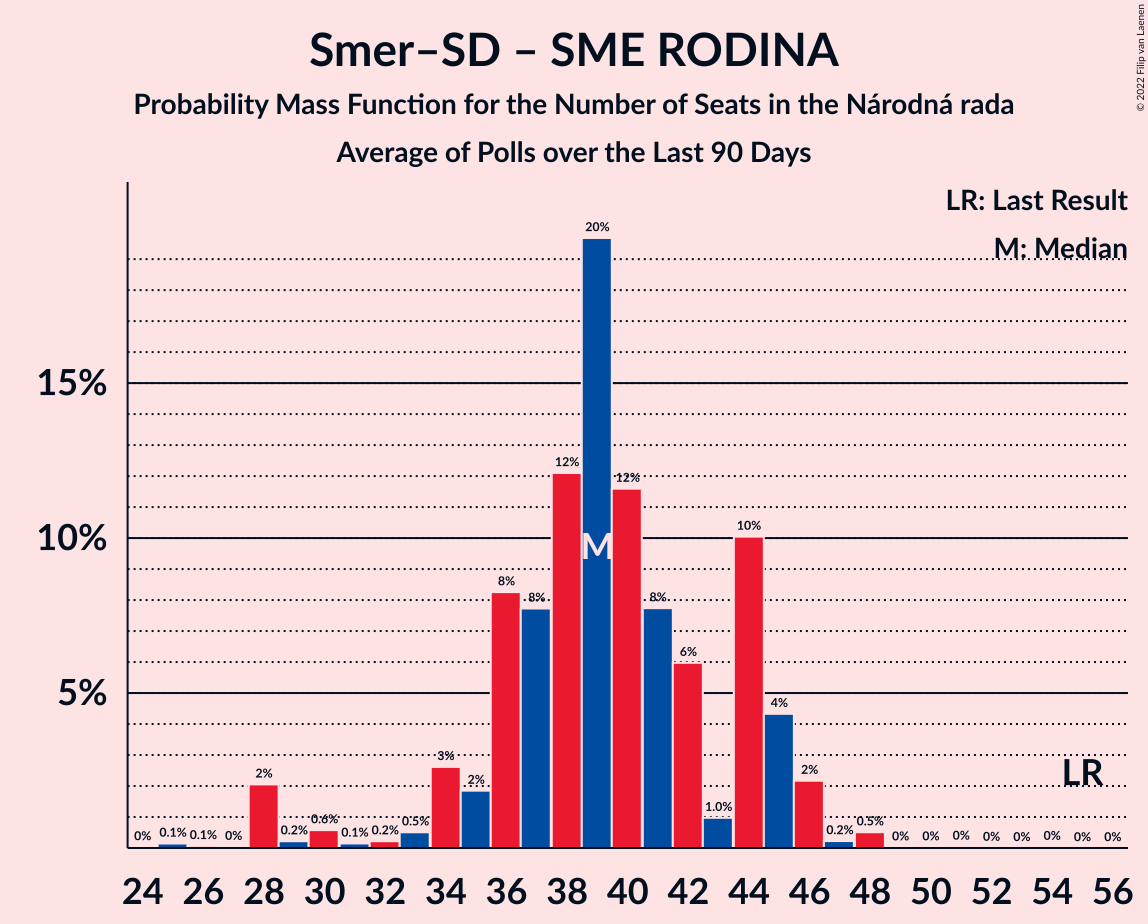 Smer–SD – SME RODINA
Probability Mass Function for the Number of Seats in the Národná rada
Average of Polls over the Last 90 Days
© 2022 Filip van Laenen
LR: Last Result
M: Median
15%
10%
5%
0% 0.1% 0.1% 0% 2% 0.2% 0.6% 0.1% 0.2% 0.5% 3% 2% 8% 8% 12% 20% 12% 8% 6% 1.0% 10% 4% 2% 0.2% 0.5% 0% 0% 0% 0% 0% 0% 0% 0%
M
LR
24 26 28 30 32 34 36 38 40 42 44 46 48 50 52 54 56